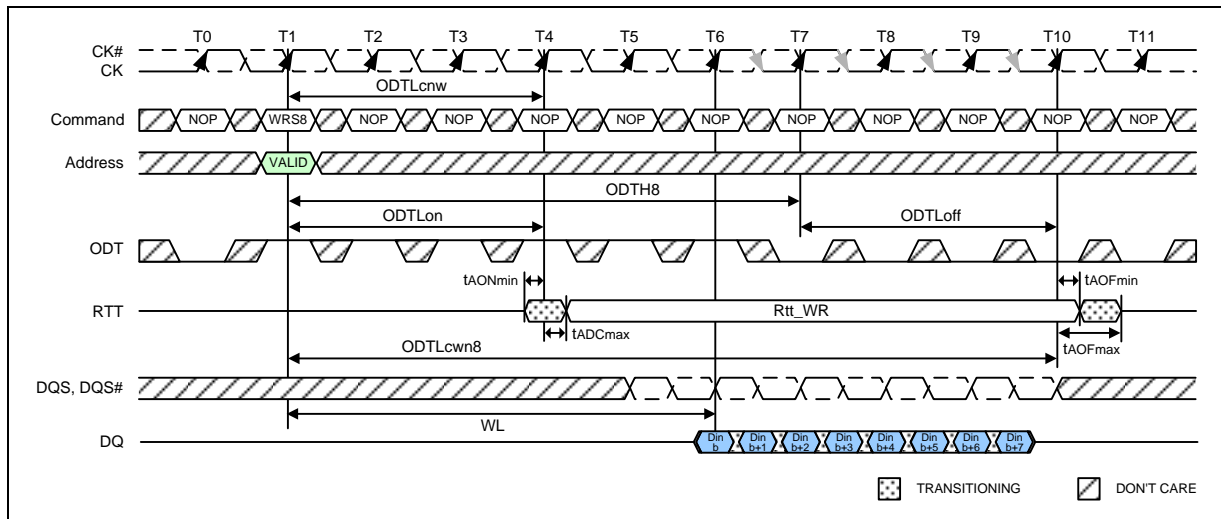 T0 T1 T2 T3 T4 T5 T6 T7 T8 T9 T10 T11
CK#
CK
ODTLcnw
Command NOP WRS8 NOP NOP NOP NOP NOP NOP NOP NOP NOP NOP
Address VALID
ODTH8
ODTLon ODTLoff
ODT
tAONmin tAOFmin
RTT Rtt_WR
tADCmax tAOFmax
ODTLcwn8
DQS, DQS#
WL
DQ Din b Din b+1 Din b+2 Din b+3 Din b+4 Din b+5 Din b+6 Din b+7
TRANSITIONING DON'T CARE